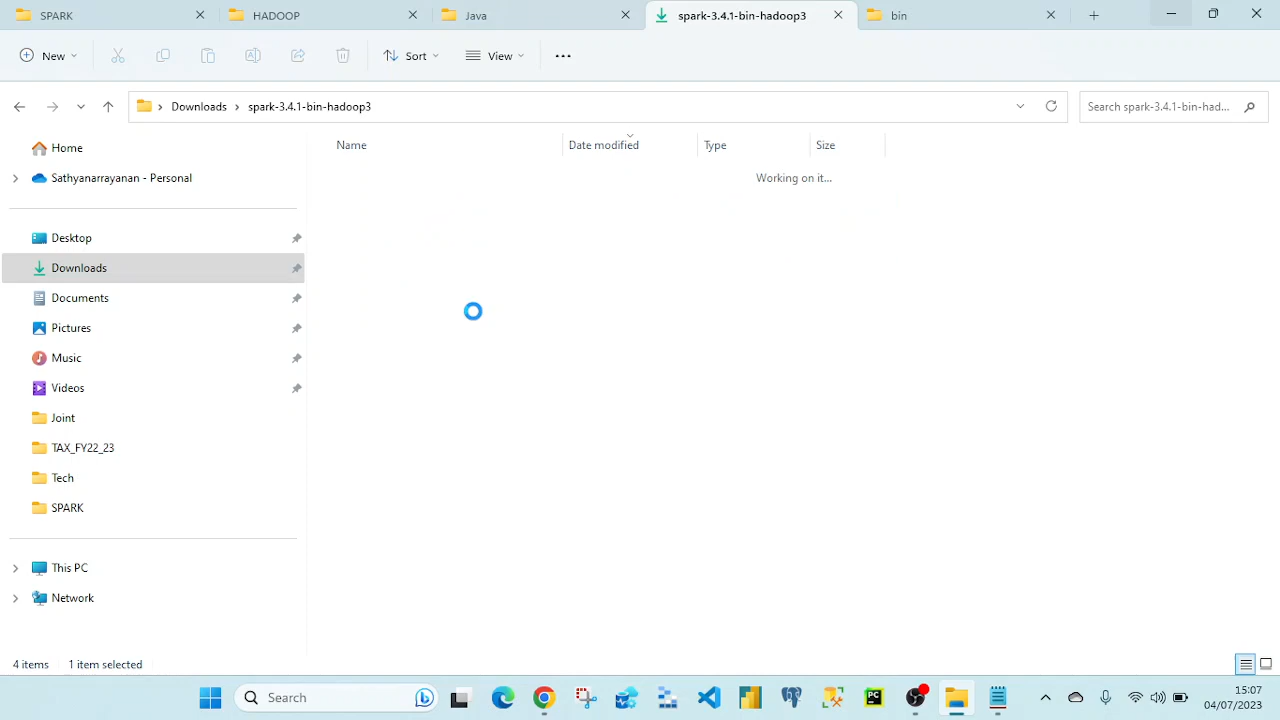 SPARK
HADOOP
Java
spark-3.4.1-bin-hadoop3
bin
New
Sort
View
Downloads
spark-3.4.1-bin-hadoop3
Search spark-3.4.1-bin-had...
Name
Date modified
Type
Size
Working on it...
Home
Sathyanarrayanan - Personal
Desktop
Downloads
Documents
Pictures
Music
Videos
Joint
TAX_FY22_23
Tech
SPARK
This PC
Network
4 items
1 item selected
Search
PC
15:07
04/07/2023